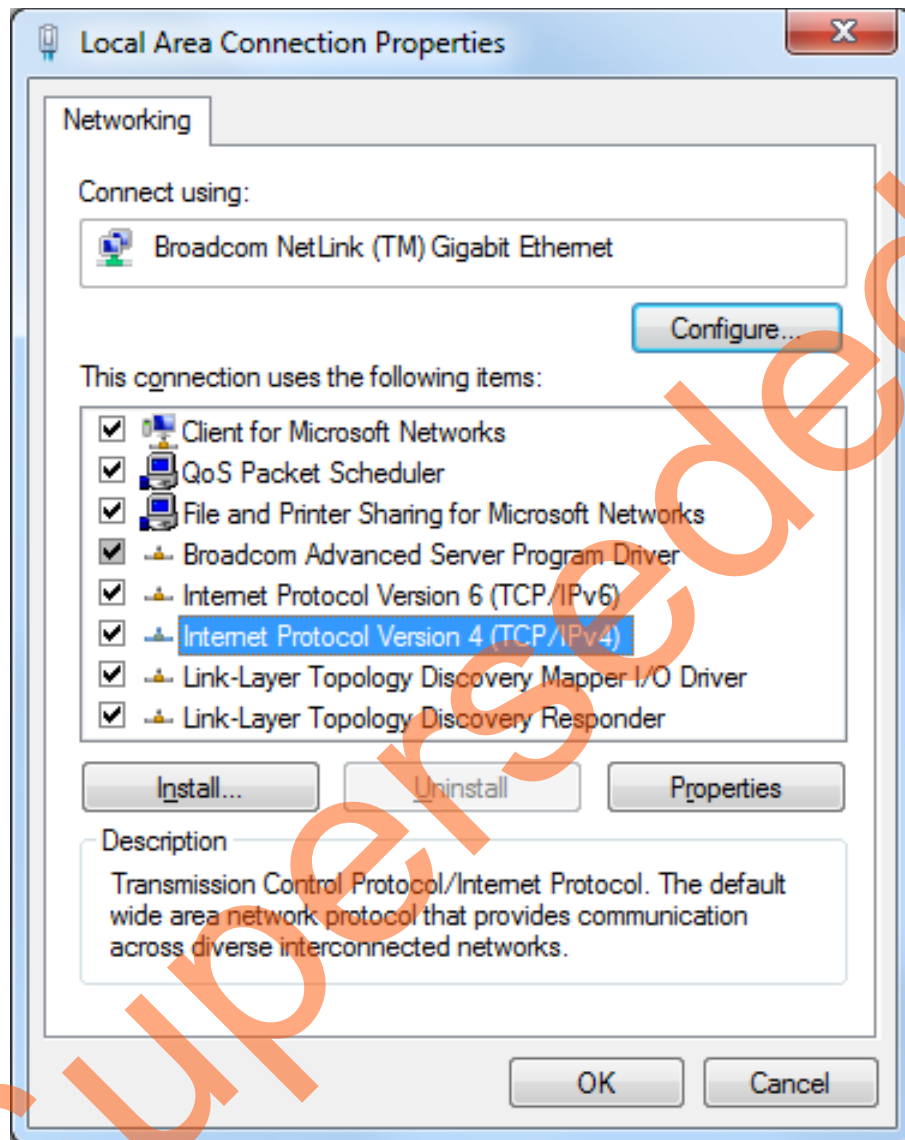 Local Area Connection Properties
Networking
Connect using:
Broadcom NetLink (TM) Gigabit Ethernet
Configure...
This connection uses the following items:
Client for Microsoft Networks
QoS Packet Scheduler
File and Printer Sharing for Microsoft Networks
Broadcom Advanced Server Program Driver
Internet Protocol Version 6 (TCP/IPv6)
Internet Protocol Version 4 (TCP/IPv4)
Link-Layer Topology Discovery Mapper I/O Driver
Link-Layer Topology Discovery Responder
Install...
Uninstall
Properties
Description
Transmission Control Protocol/Internet Protocol. The default
wide area network protocol that provides communication
across diverse interconnected networks.
OK
Cancel
Superseded